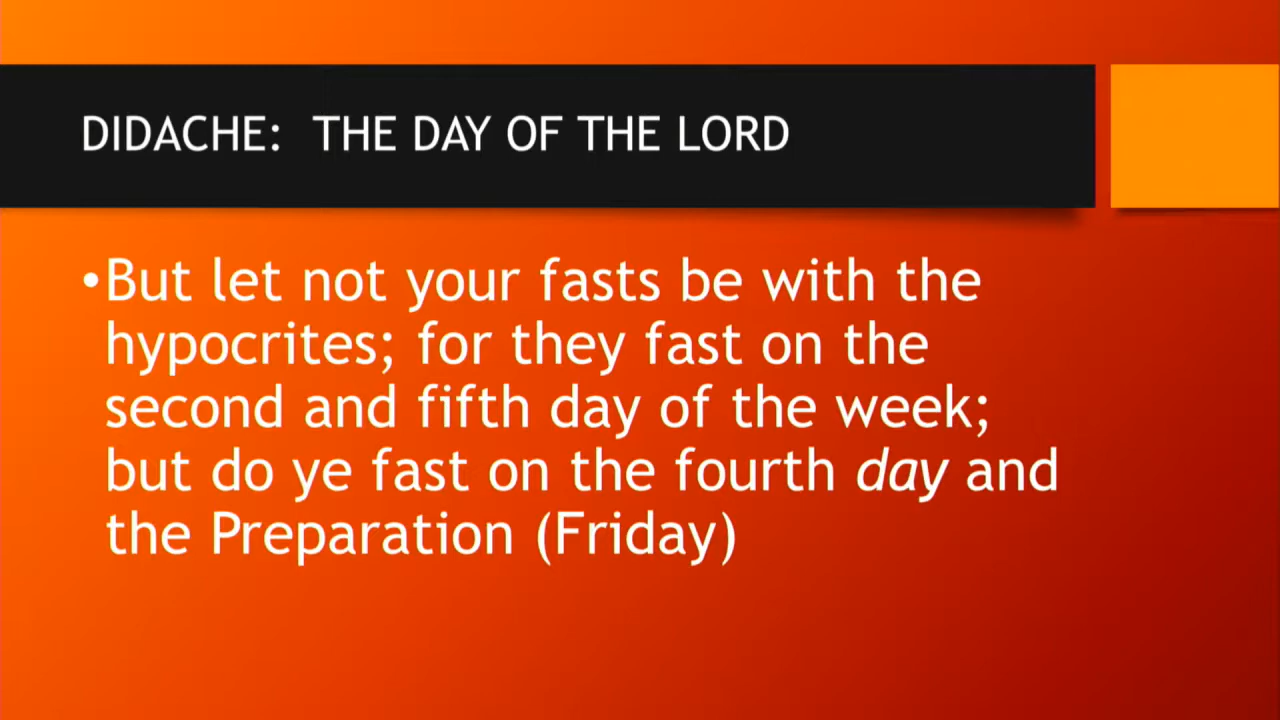 DIDACHE: THE DAY OF THE LORD
•But let not your fasts be with the
hypocrites; for they fast on the
second and fifth day of the week;
but do ye fast on the fourth day and
the Preparation (Friday)